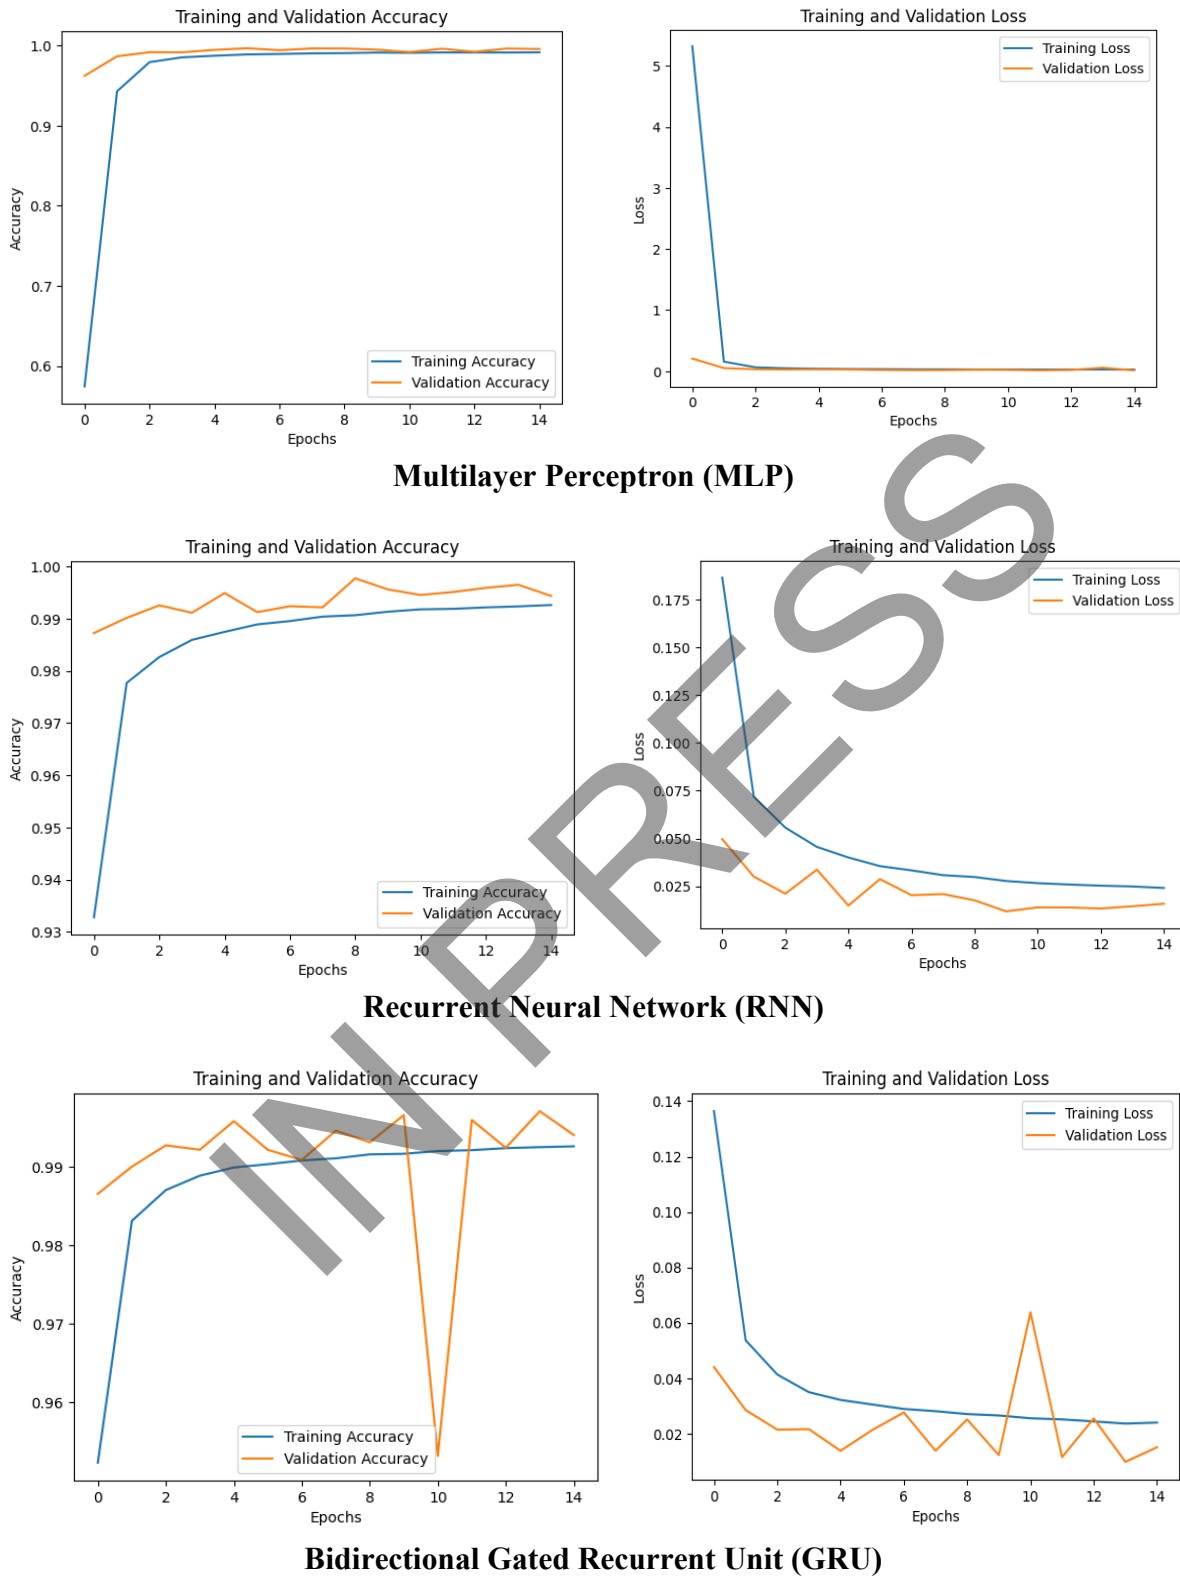 Training and Validation Accuracy
1.0
0.9
0.8
0.7
0.6
Accuracy
Training Accuracy
Validation Accuracy
0 2 4 6 8 10 12 14
Epochs
Training and Validation Loss
5
4
3
2
1
0
Loss
Training Loss
Validation Loss
0 2 4 6 8 10 12 14
Epochs
Multilayer Perceptron (MLP)
Training and Validation Accuracy
1.00
0.99
0.98
0.97
0.96
0.95
0.94
0.93
Accuracy
Training Accuracy
Validation Accuracy
0 2 4 6 8 10 12 14
Epochs
Training and Validation Loss
0.175
0.150
0.125
0.100
0.075
0.050
0.025
Loss
Training Loss
Validation Loss
0 2 4 6 8 10 12 14
Epochs
Recurrent Neural Network (RNN)
Training and Validation Accuracy
0.99
0.98
0.97
0.96
Accuracy
Training Accuracy
Validation Accuracy
0 2 4 6 8 10 12 14
Epochs
Training and Validation Loss
0.14
0.12
0.10
0.08
0.06
0.04
0.02
Loss
Training Loss
Validation Loss
0 2 4 6 8 10 12 14
Epochs
Bidirectional Gated Recurrent Unit (GRU)
IN PRESS